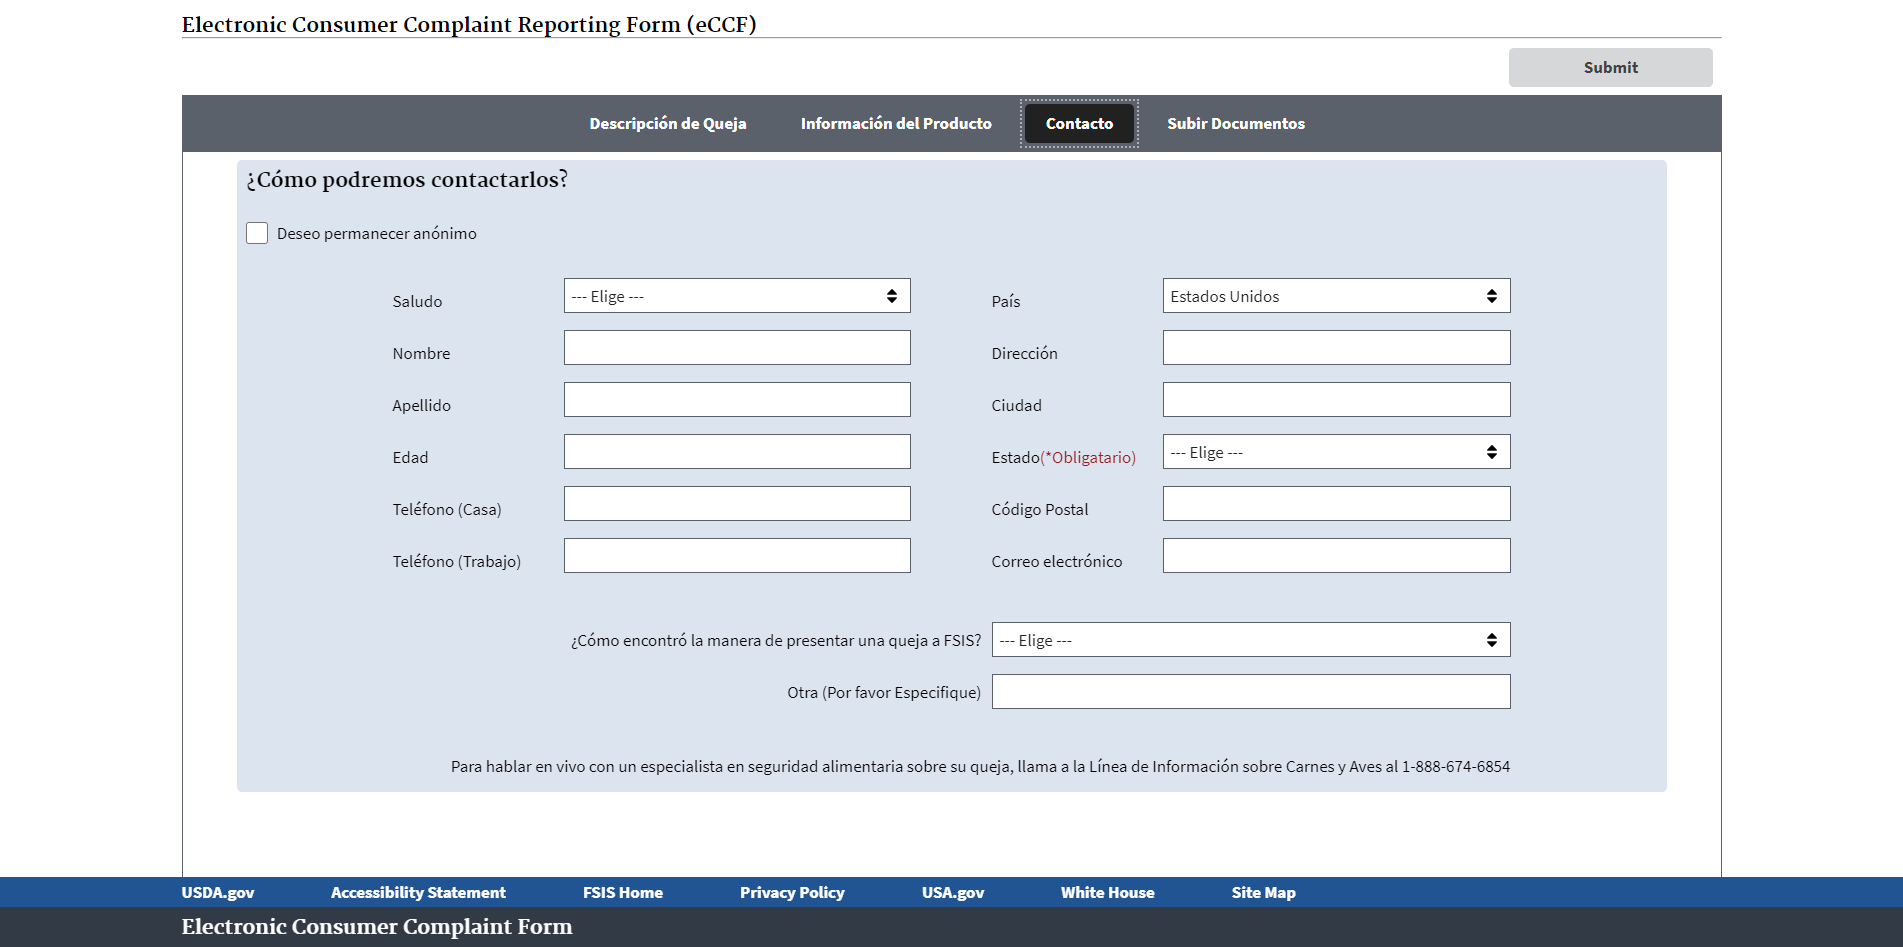 Electronic Consumer Complaint Reporting Form (eCCF)
Submit
Descripción de Queja Información del Producto Contacto Subir Documentos
¿Cómo podremos contactarlos?
Deseo permanecer anónimo
Saludo --- Elige --- País Estados Unidos
Nombre Dirección
Apellido Ciudad
Edad Estado(*Obligatario) --- Elige ---
Teléfono (Casa) Código Postal
Teléfono (Trabajo) Correo electrónico
¿Cómo encontró la manera de presentar una queja a FSIS? --- Elige ---
Otra (Por favor Especifique)
Para hablar en vivo con un especialista en seguridad alimentaria sobre su queja, llama a la Línea de Información sobre Carnes y Aves al 1-888-674-6854
USDA.gov Accessibility Statement FSIS Home Privacy Policy USA.gov White House Site Map
Electronic Consumer Complaint Form